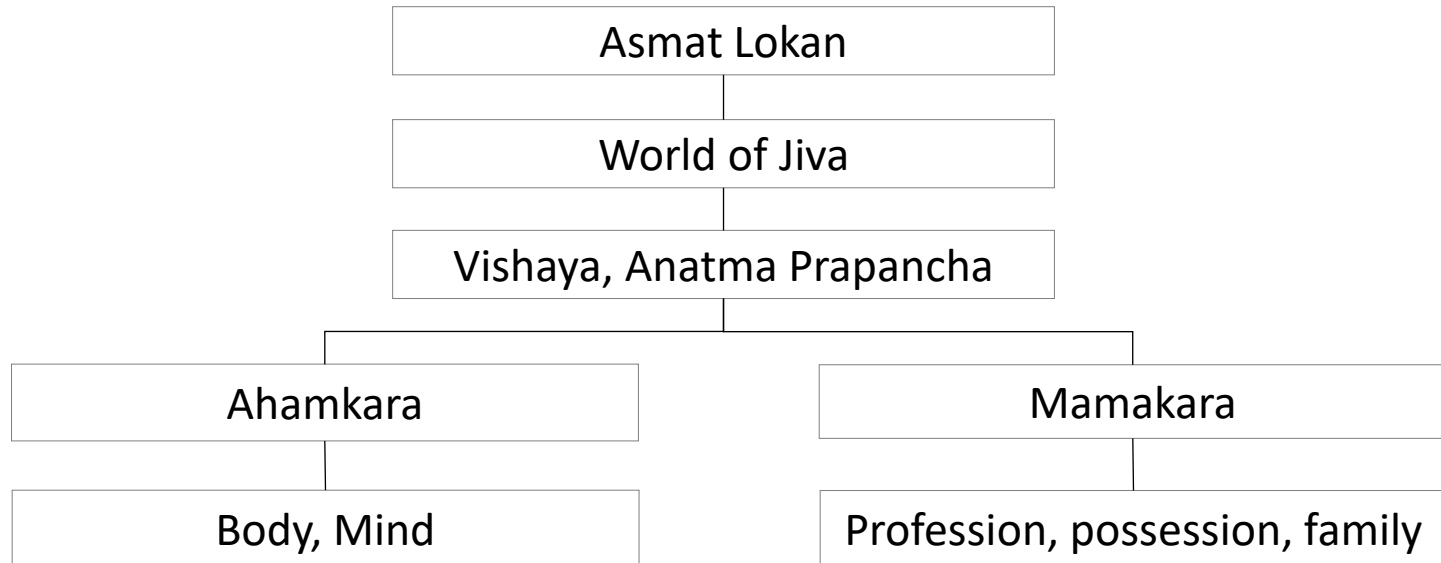 Asmat Lokan
World of Jiva
Vishaya, Anatma Prapancha
Ahamkara
Mamakara
Body, Mind
Profession, possession, family